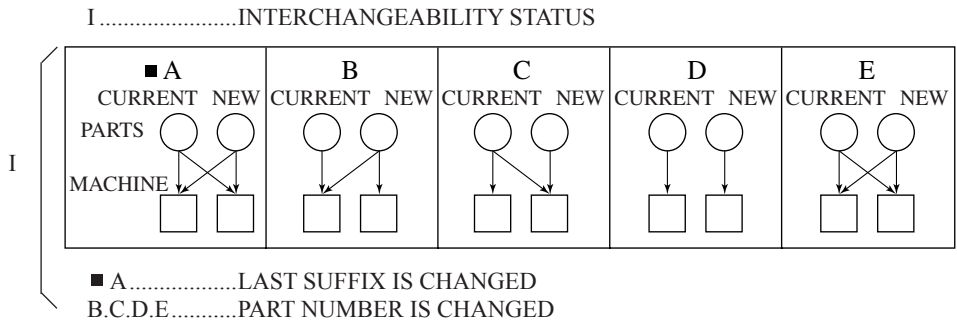 I ......................INTERCHANGEABILITY STATUS
■ A B C D E
CURRENT NEW CURRENT NEW CURRENT NEW CURRENT NEW CURRENT NEW
PARTS
I
MACHINE
■ A...................LAST SUFFIX IS CHANGED
B.C.D.E...........PART NUMBER IS CHANGED